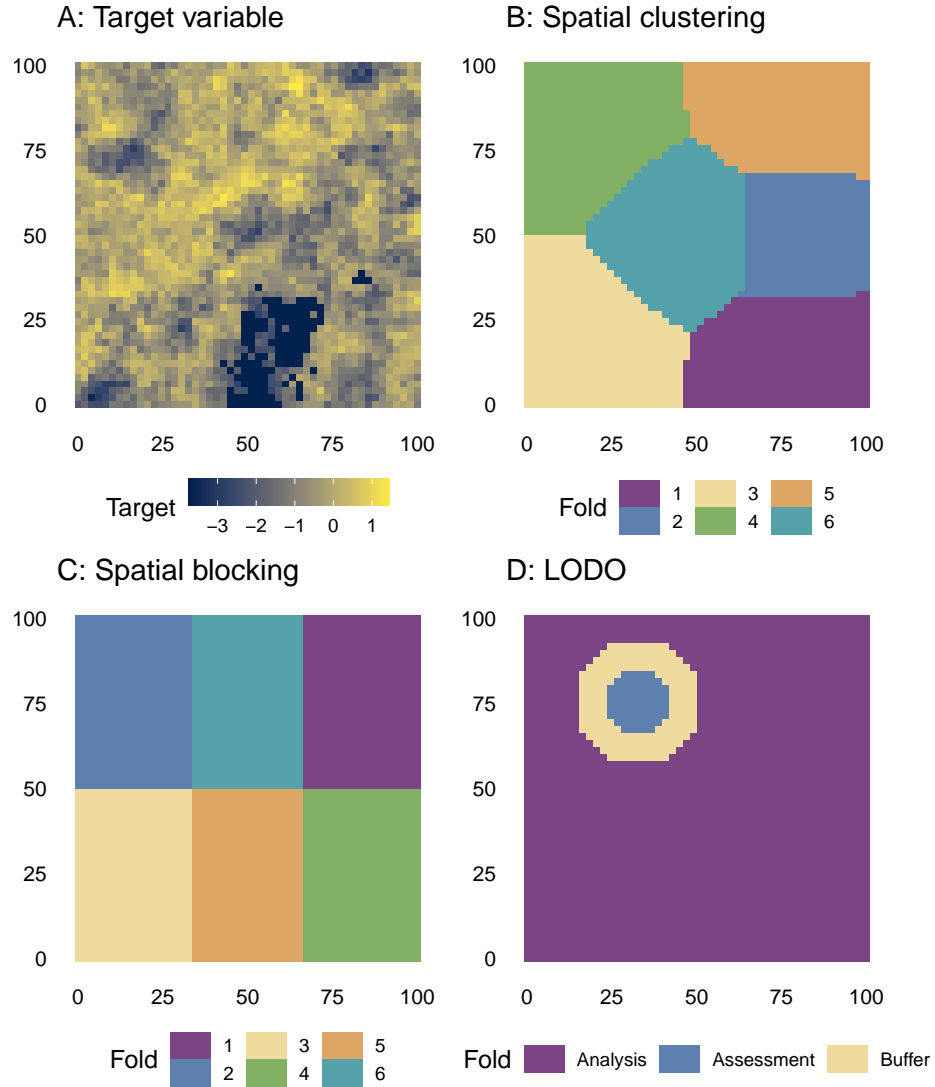 A: Target variable
B: Spatial clustering
100
75
50
25
0
0 25 50 75 100
100
75
50
25
0
0 25 50 75 100
Target
−3 −2 −1 0 1
Fold
1 3 5
2 4 6
C: Spatial blocking
D: LODO
100
75
50
25
0
0 25 50 75 100
100
75
50
25
0
0 25 50 75 100
Fold
1 3 5
2 4 6
Fold Analysis Assessment Buffer